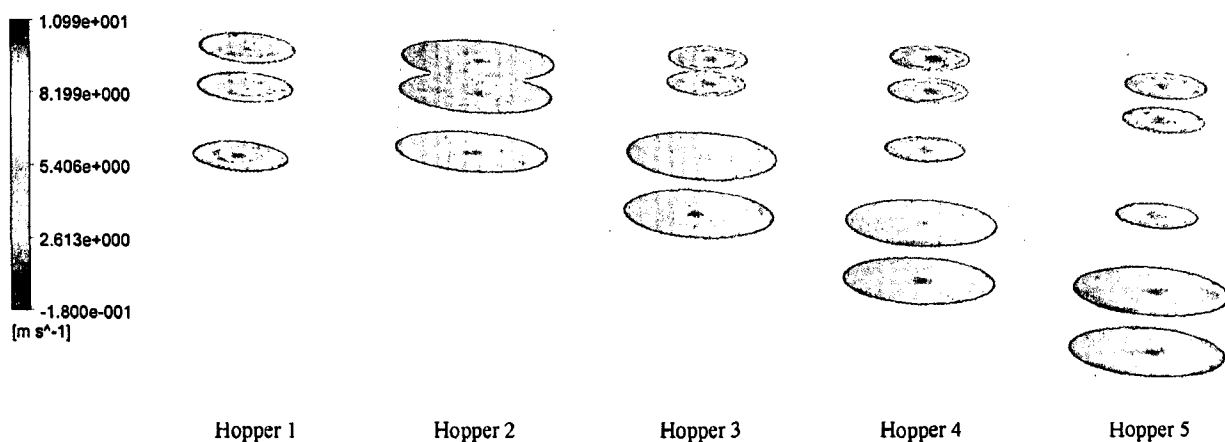 1.099e+001
8.199e+000
5.406e+000
2.613e+000
-1.800e-001
[m s^-1]
Hopper 1 Hopper 2 Hopper 3 Hopper 4 Hopper 5